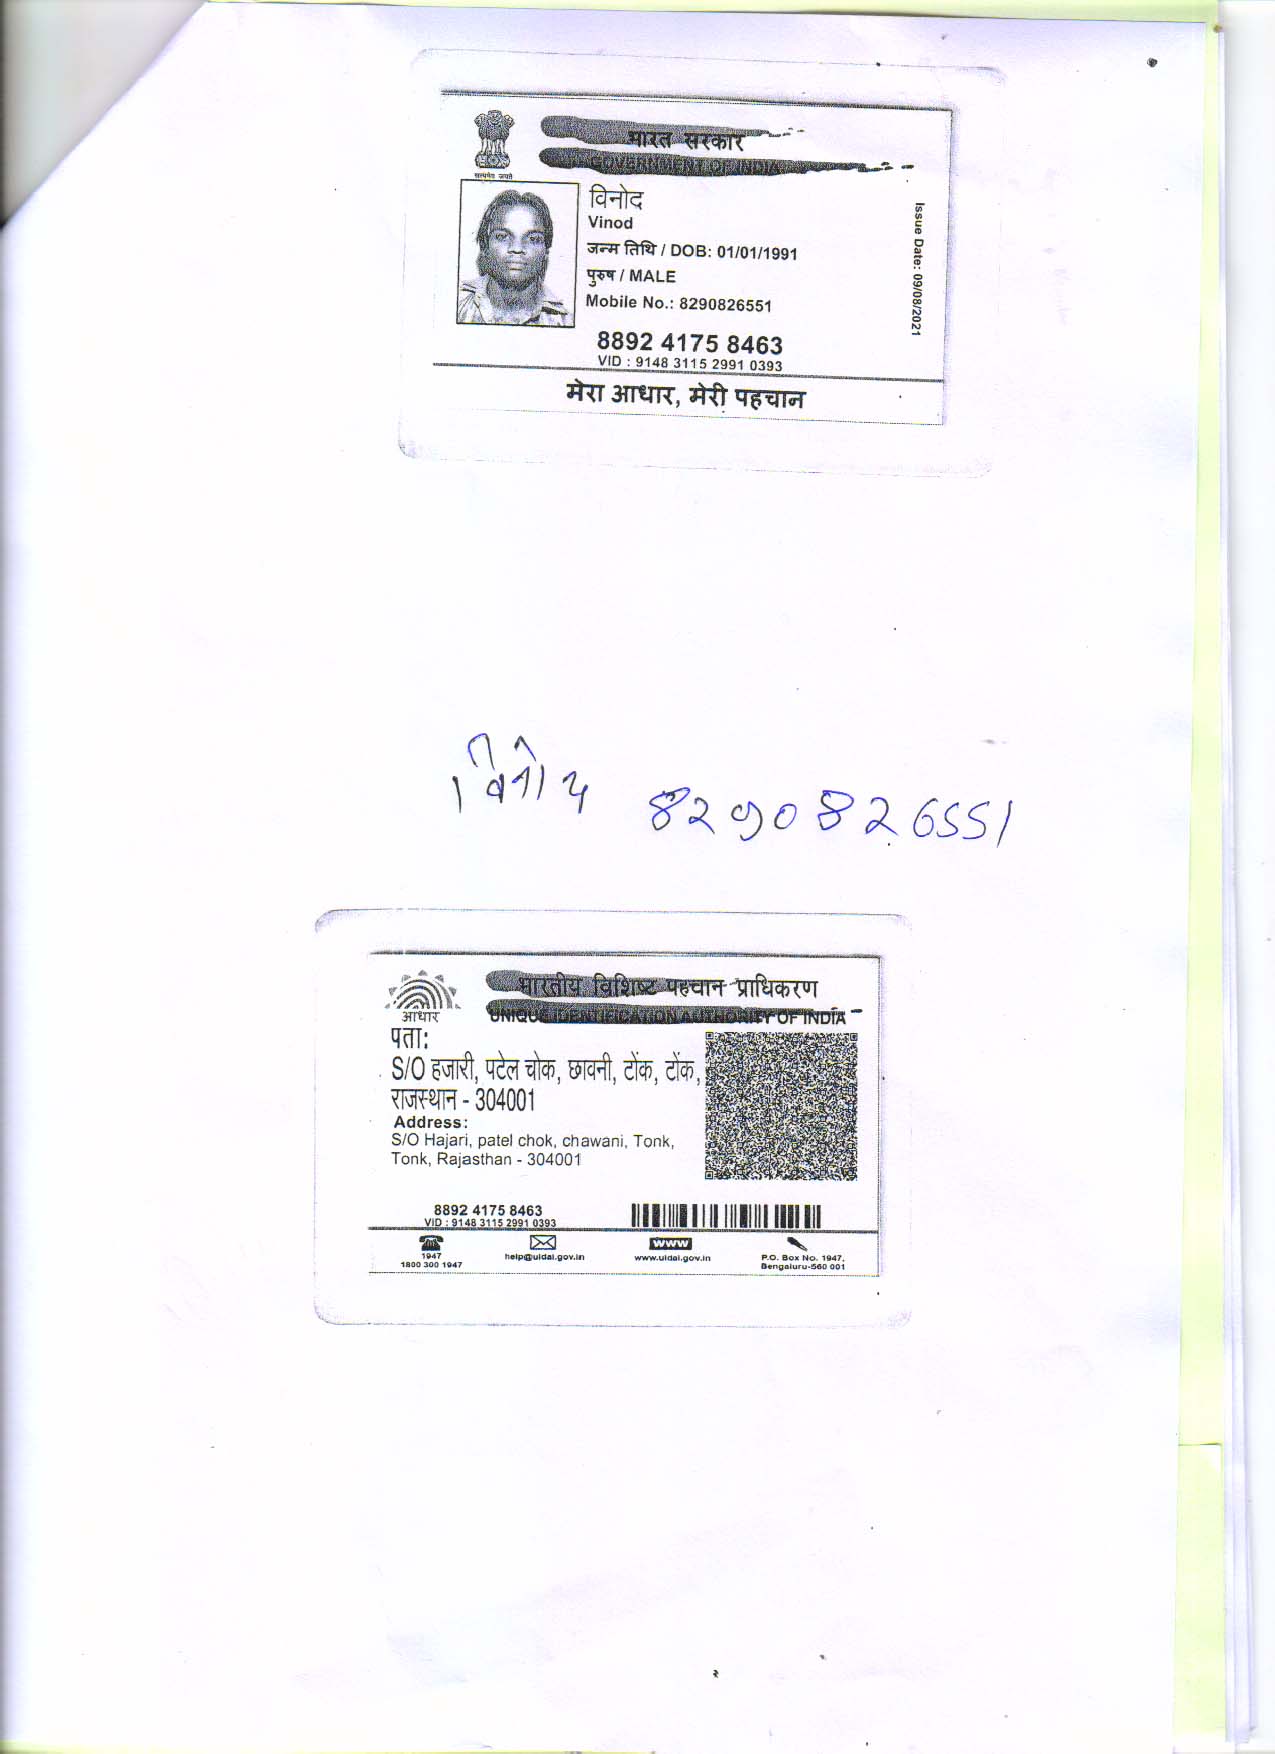 भारत सरकार
GOVERNMENT OF INDIA
सत्यमेव जयते
विनोद
Vinod
जन्म तिथि / DOB: 01/01/1991
पुरुष / MALE
Mobile No.: 8290826551
Issue Date: 09/08/2021
8892 4175 8463
VID : 9148 3115 2991 0393
मेरा आधार, मेरी पहचान
विनोद 8290826551
भारतीय विशिष्ट पहचान प्राधिकरण
UNIQUE IDENTIFICATION AUTHORITY OF INDIA
आधार
पता:
S/O हजारी, पटेल चोक, छावनी, टोंक, टोंक,
राजस्थान - 304001
Address:
S/O Hajari, patel chok, chawani, Tonk,
Tonk, Rajasthan - 304001
8892 4175 8463
VID : 9148 3115 2991 0393
1947
1800 300 1947
help@uidai.gov.in
www
www.uidai.gov.in
P.O. Box No. 1947,
Bengaluru-560 001